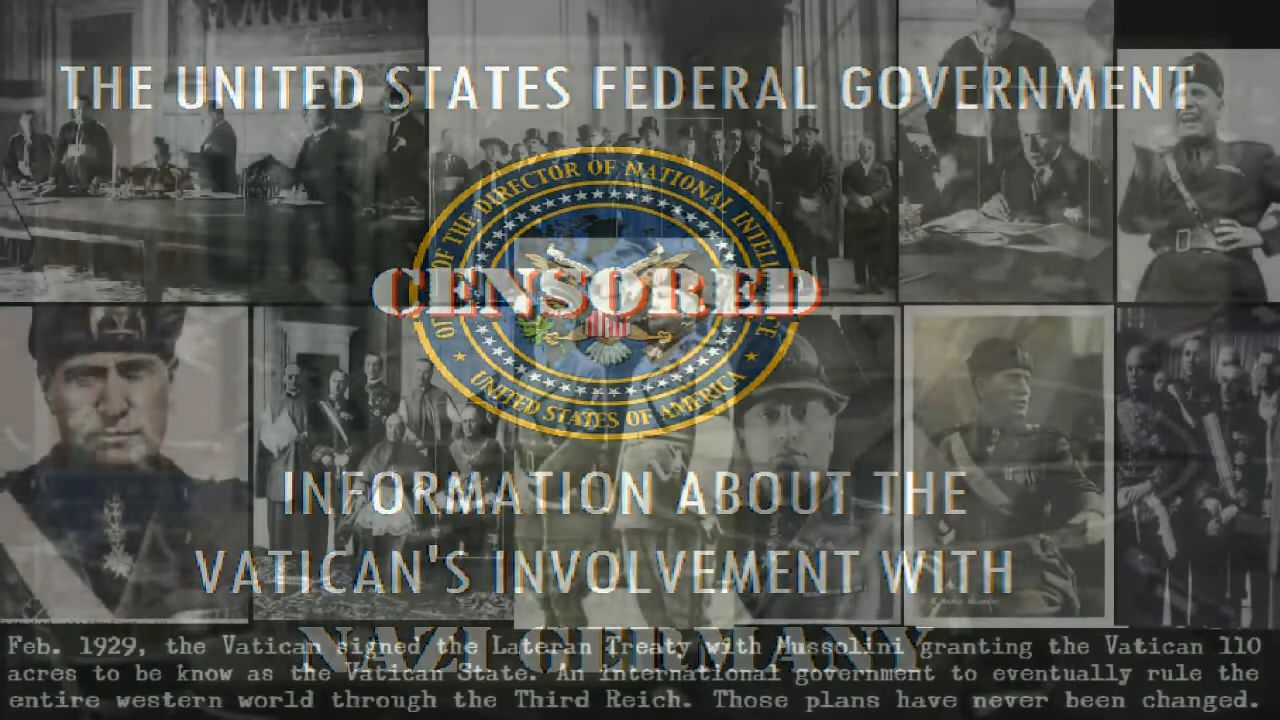 THE UNITED STATES FEDERAL GOVERNMENT
OF THE DIRECTOR OF NATIONAL INTELL CE
CENSORED
UNITED STATES OF AMERICA
INFORMATION ABOUT THE
VATICAN'S INVOLVEMENT WITH
NAZI GERMANY
Feb. 1929, the Vatican signed the Lateran Treaty with Mussolini granting the Vatican 110
acres to be know as the Vatican State. An international government to eventually rule the
entire western world through the Third Reich. Those plans have never been changed.